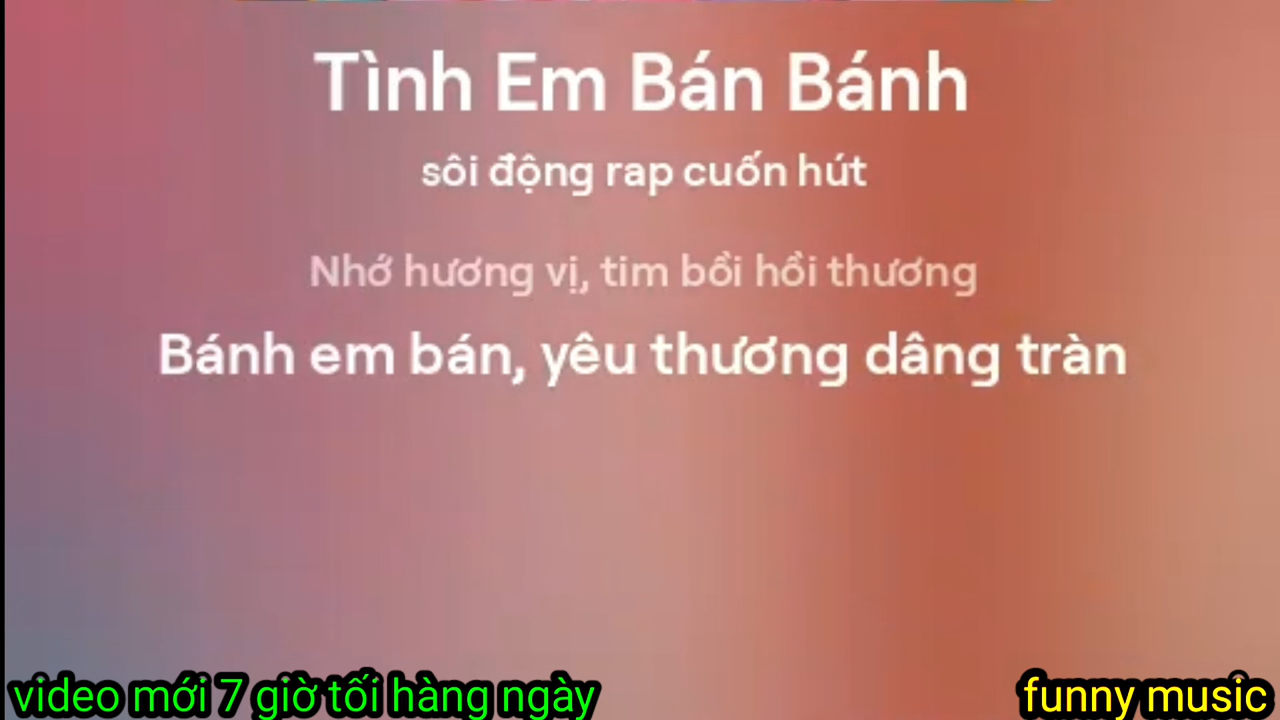 Tình Em Bán Bánh
sôi động rap cuốn hút
Nhớ hương vị, tim bồi hồi thương
Bánh em bán, yêu thương dâng tràn
video mới 7 giờ tối hàng ngày
funny music